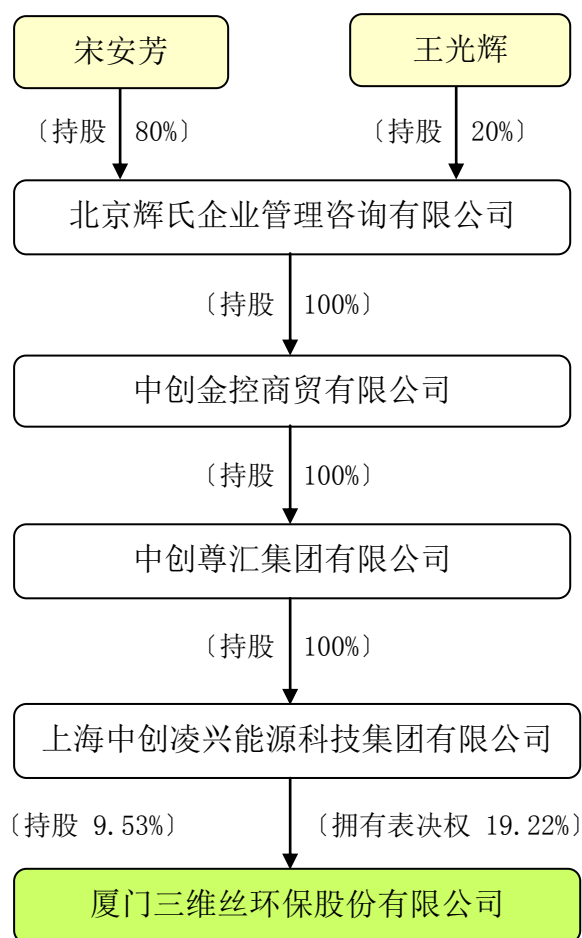 宋安芳 王光辉
〔持股 80%〕 〔持股 20%〕
北京辉氏企业管理咨询有限公司
〔持股 100%〕
中创金控商贸有限公司
〔持股 100%〕
中创尊汇集团有限公司
〔持股 100%〕
上海中创凌兴能源科技集团有限公司
〔持股 9.53%〕 〔拥有表决权 19.22%〕
厦门三维丝环保股份有限公司